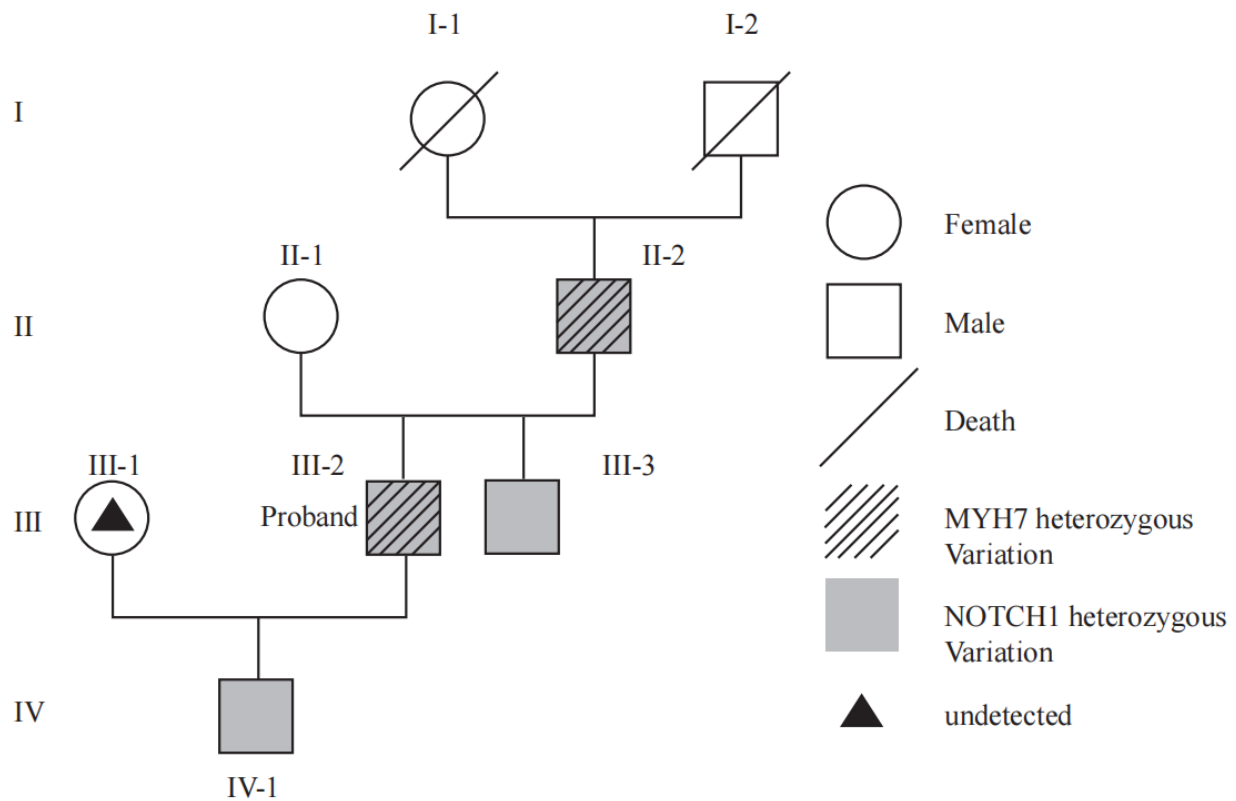 I-1
I-2
I
Female
II-1
II-2
II
Male
Death
III-1
III-2
III-3
III
Proband
MYH7 heterozygous
Variation
NOTCH1 heterozygous
Variation
IV
undetected
IV-1